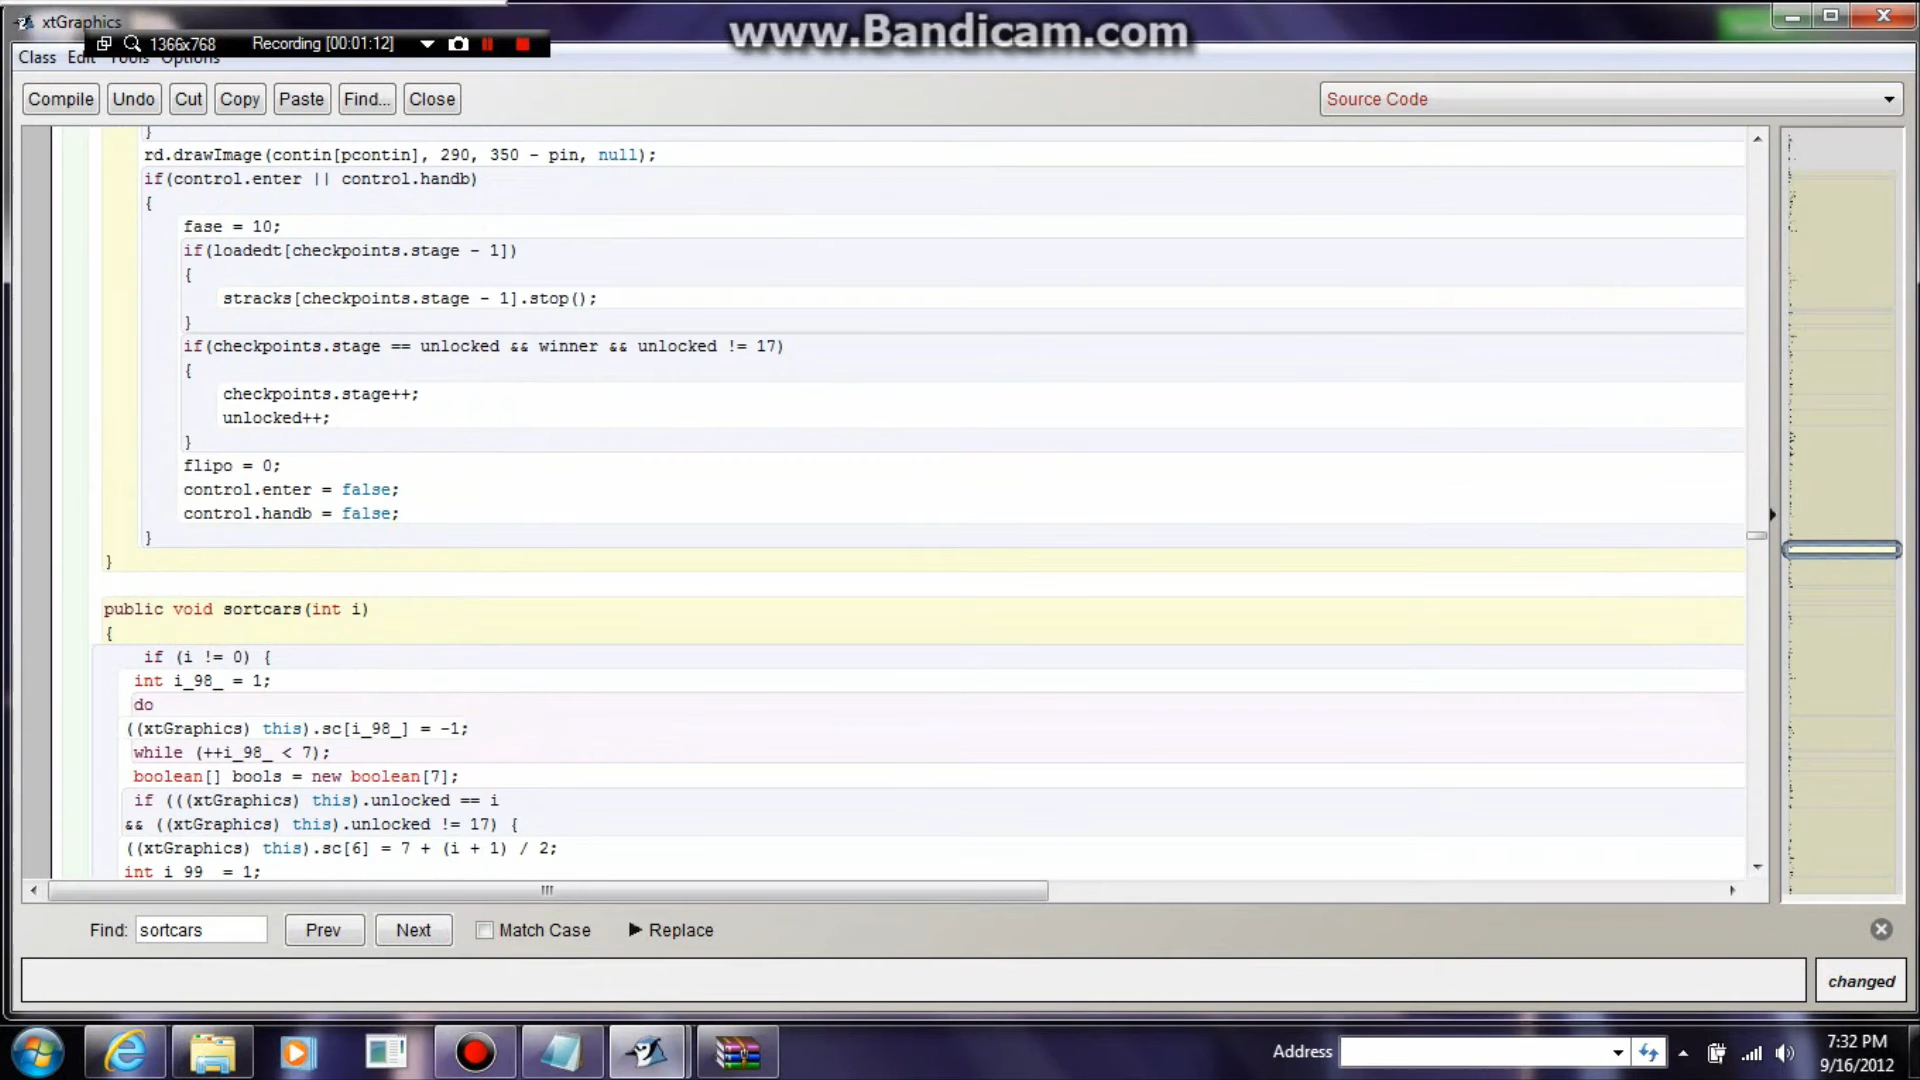 xtGraphics
www.Bandicam.com
1366x768 Recording [00:01:12]
Class Edit Tools Options
Compile Undo Cut Copy Paste Find... Close Source Code
}
rd.drawImage(contin[pcontin], 290, 350 - pin, null);
if(control.enter || control.handb)
{
fase = 10;
if(loadedt[checkpoints.stage - 1])
{
stracks[checkpoints.stage - 1].stop();
}
if(checkpoints.stage == unlocked && winner && unlocked != 17)
{
checkpoints.stage++;
unlocked++;
}
flipo = 0;
control.enter = false;
control.handb = false;
}
}
public void sortcars(int i)
{
if (i != 0) {
int i_98_ = 1;
do
((xtGraphics) this).sc[i_98_] = -1;
while (++i_98_ < 7);
boolean[] bools = new boolean[7];
if (((xtGraphics) this).unlocked == i
&& ((xtGraphics) this).unlocked != 17) {
((xtGraphics) this).sc[6] = 7 + (i + 1) / 2;
int i_99_ = 1;
Find: sortcars Prev Next Match Case Replace
changed
Address
7:32 PM
9/16/2012